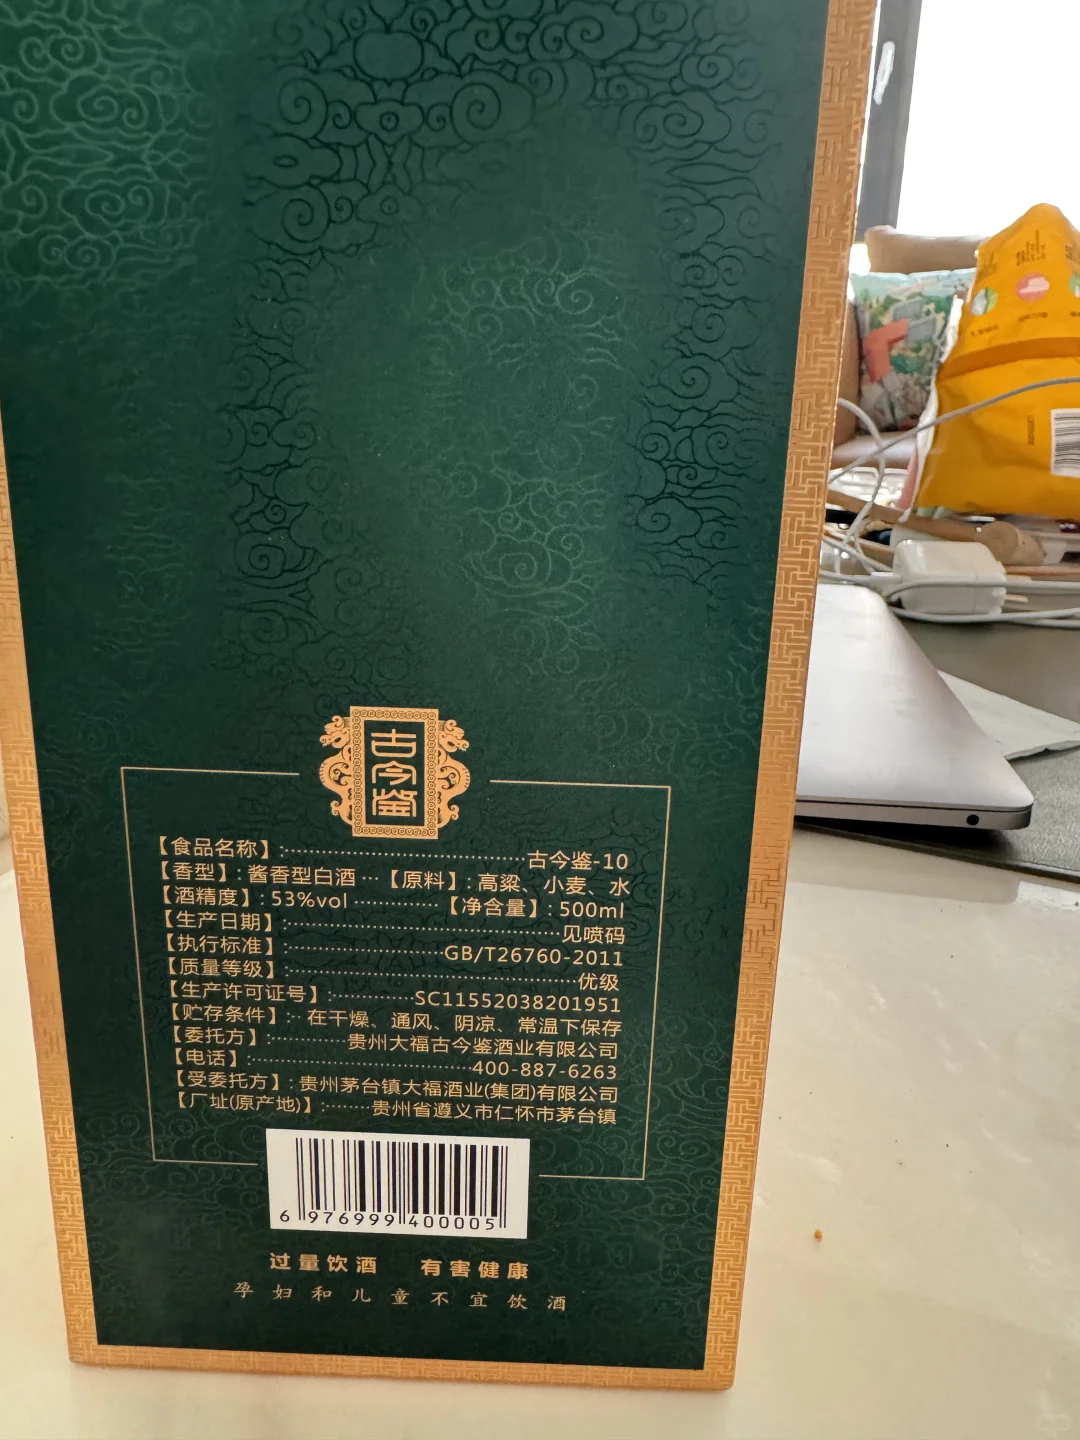 古今鉴
【食品名称】:......................................古今鉴-10
【香型】:酱香型白酒...【原料】:高粱、小麦、水
【酒精度】:53%vol..............【净含量】:500ml
【生产日期】:............................................见喷码
【执行标准】:.........................GB/T26760-2011
【质量等级】:..............................................优级
【生产许可证号】:.............SC11552038201951
【贮存条件】:..在干燥、通风、阴凉、常温下保存
【委托方】:............贵州大福古今鉴酒业有限公司
【电话】:...................................400-887-6263
【受委托方】:贵州茅台镇大福酒业(集团)有限公司
【厂址(原产地)】:........贵州省遵义市仁怀市茅台镇
6 976999 400005
过量饮酒 有害健康
孕妇和儿童不宜饮酒